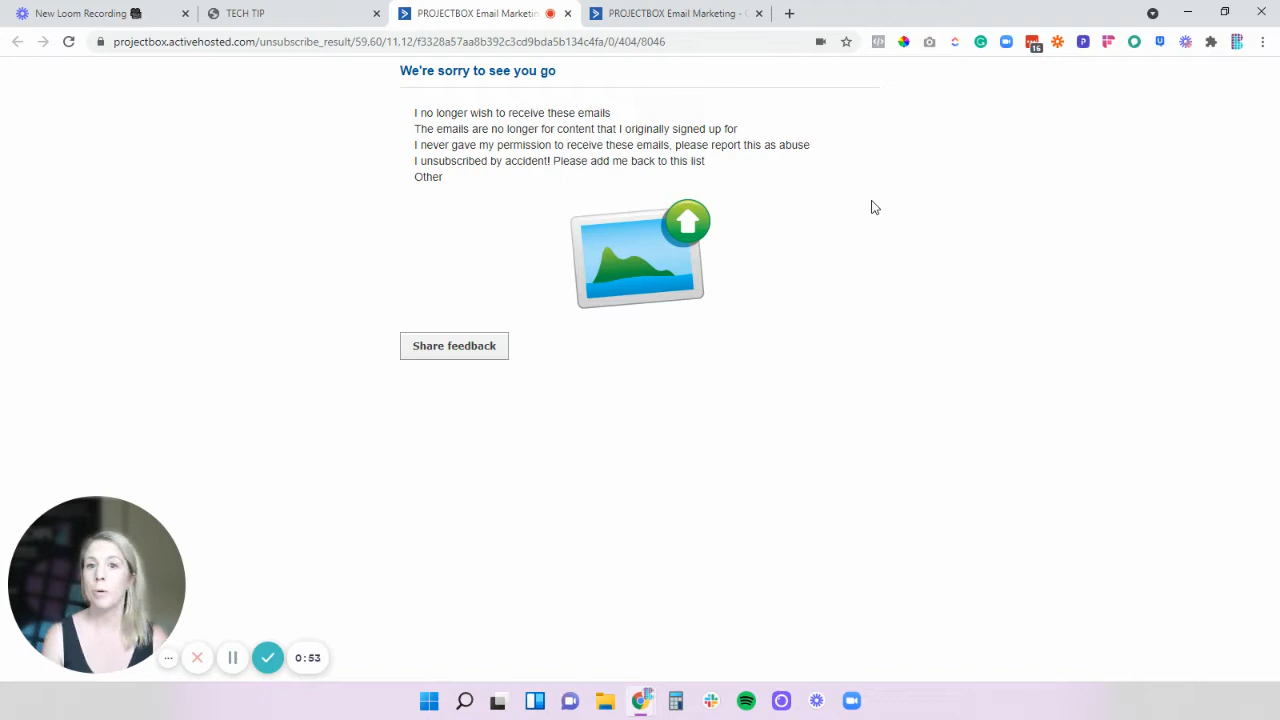 New Loom Recording
TECH TIP
PROJECTBOX Email Marketin
PROJECTBOX Email Marketing - C
projectbox.activehosted.com/unsubscribe_result/59.60/11.12/f3328a57aa8b392c3cd9bda5b134c4fa/0/404/8046
16
We're sorry to see you go
I no longer wish to receive these emails
The emails are no longer for content that I originally signed up for
I never gave my permission to receive these emails, please report this as abuse
I unsubscribed by accident! Please add me back to this list
Other
Share feedback
0:53